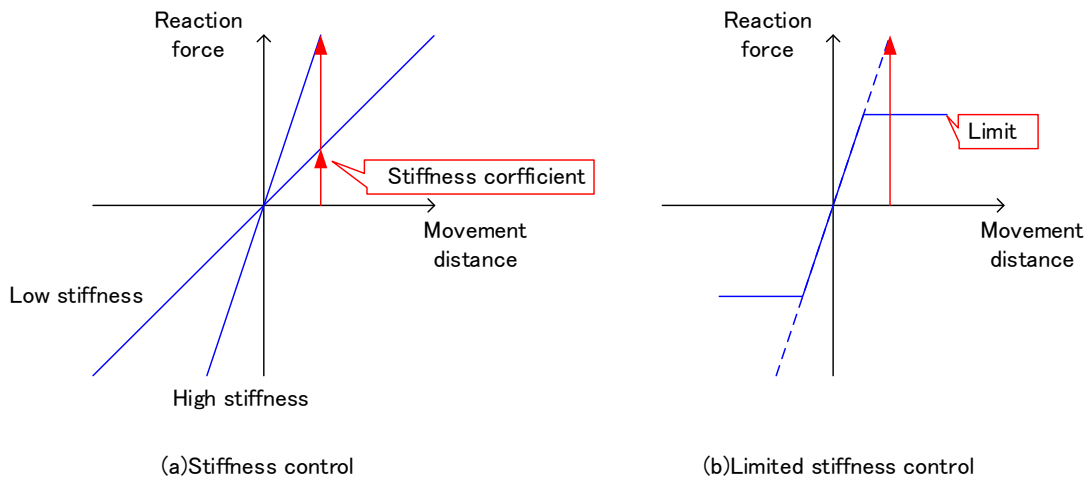 Reaction
force
Stiffness corfficient
Movement
distance
Low stiffness
High stiffness
(a)Stiffness control
Reaction
force
Limit
Movement
distance
(b)Limited stiffness control